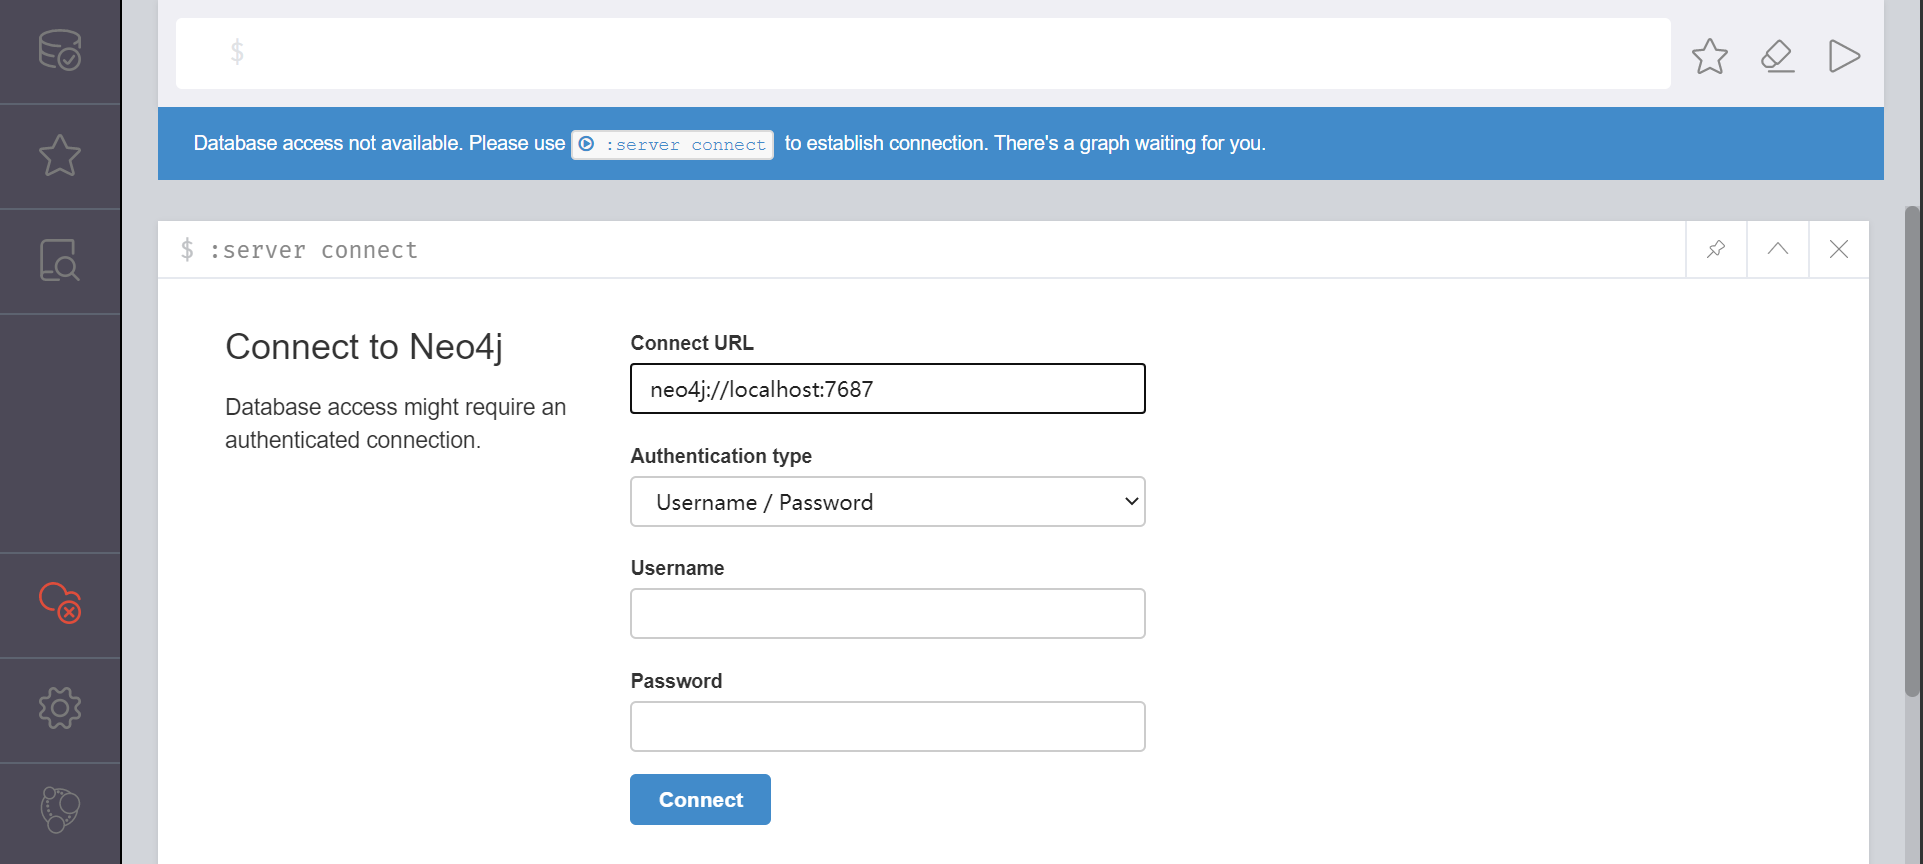 $
Database access not available. Please use :server connect to establish connection. There's a graph waiting for you.
$ :server connect
Connect to Neo4j
Database access might require an
authenticated connection.
Connect URL
neo4j://localhost:7687
Authentication type
Username / Password
Username
Password
Connect